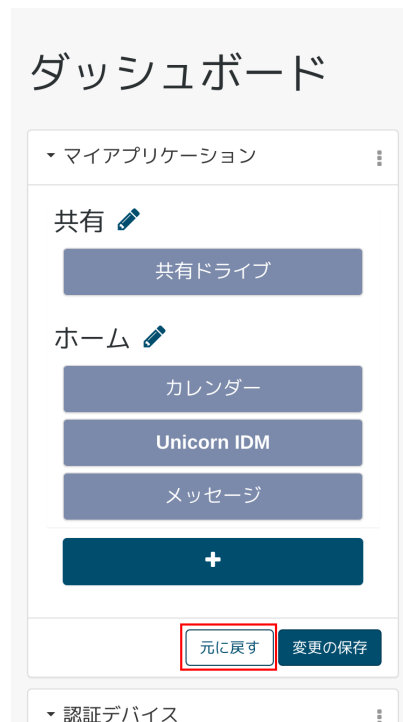 ダッシュボード
マイアプリケーション
共有
共有ドライブ
ホーム
カレンダー
Unicorn IDM
メッセージ
+
元に戻す 変更の保存
認証デバイス